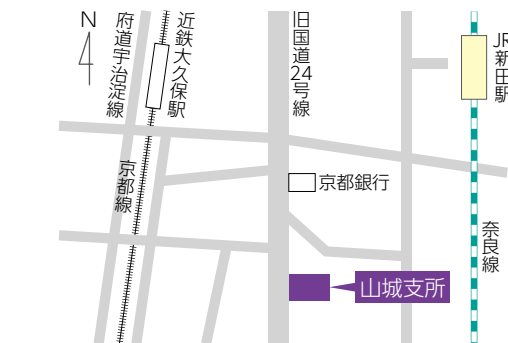 N
府道宇治淀線
近鉄大久保駅
旧国道24号線
JR新田駅
京都線
京都銀行
奈良線
山城支所